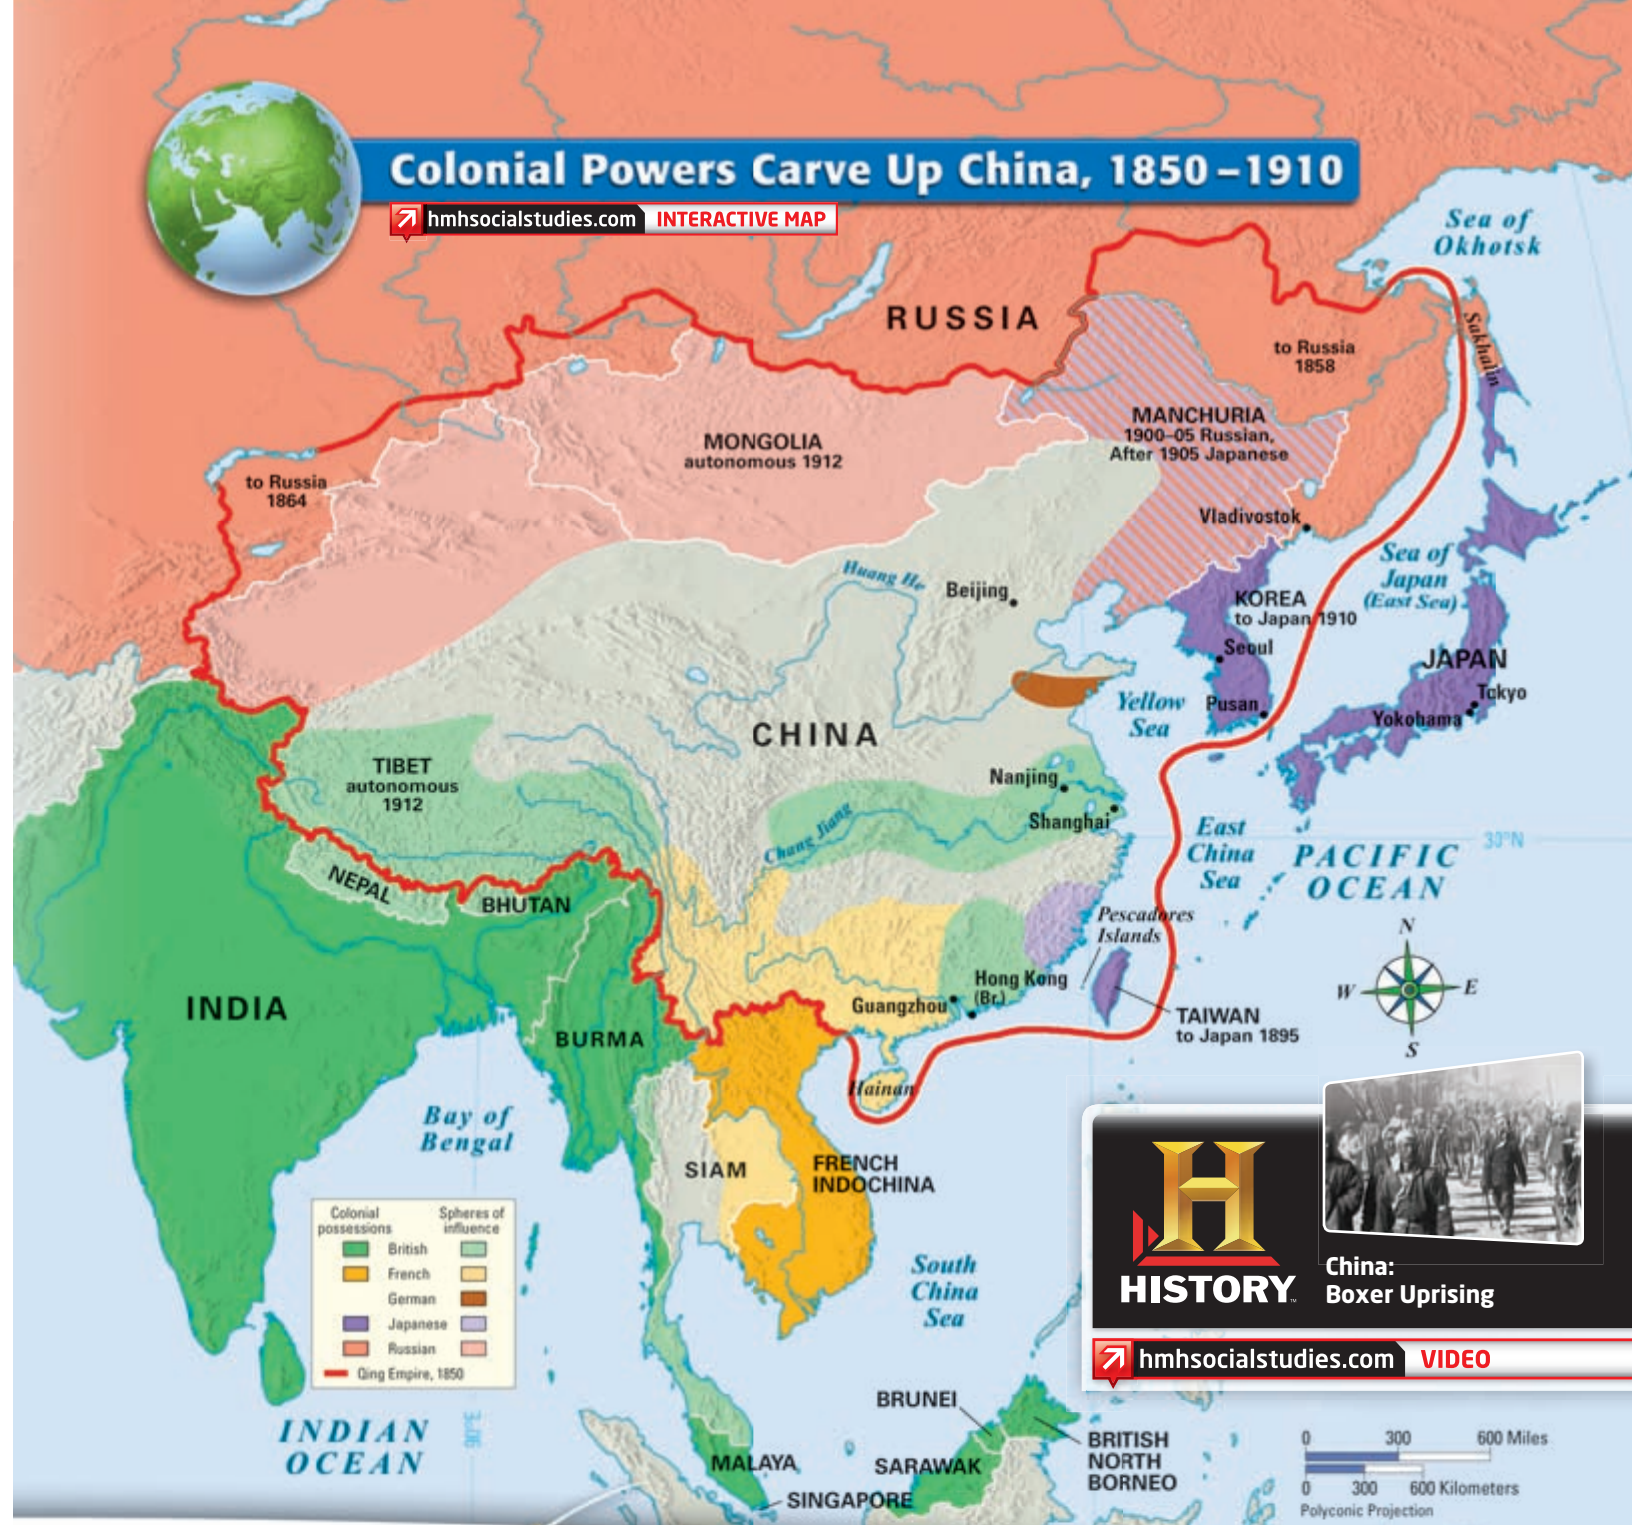 Colonial Powers Carve Up China, 1850–1910
hmhsocialstudies.com INTERACTIVE MAP
Sea of
Okhotsk
RUSSIA
Sakhalin
to Russia
1858
MANCHURIA
1900–05 Russian,
After 1905 Japanese
MONGOLIA
autonomous 1912
to Russia
1864
Vladivostok
Sea of
Japan
(East Sea)
Huang He
Beijing
KOREA
to Japan 1910
Seoul
JAPAN
Tokyo
Yokohama
Pusan
Yellow
Sea
CHINA
TIBET
autonomous
1912
Nanjing
Shanghai
Chang Jiang
East
China
Sea
30°N
PACIFIC
OCEAN
NEPAL
BHUTAN
Pescadores
Islands
N
W
E
S
Hong Kong
(Br.)
Guangzhou
TAIWAN
to Japan 1895
INDIA
BURMA
Hainan
Bay of
Bengal
SIAM
FRENCH
INDOCHINA
South
China
Sea
Colonial
possessions
Spheres of
influence
British
French
German
Japanese
Russian
Qing Empire, 1850
HISTORY™
China:
Boxer Uprising
hmhsocialstudies.com VIDEO
INDIAN
OCEAN
90°E
BRUNEI
BRITISH
NORTH
BORNEO
MALAYA
SARAWAK
SINGAPORE
0 300 600 Miles
0 300 600 Kilometers
Polyconic Projection